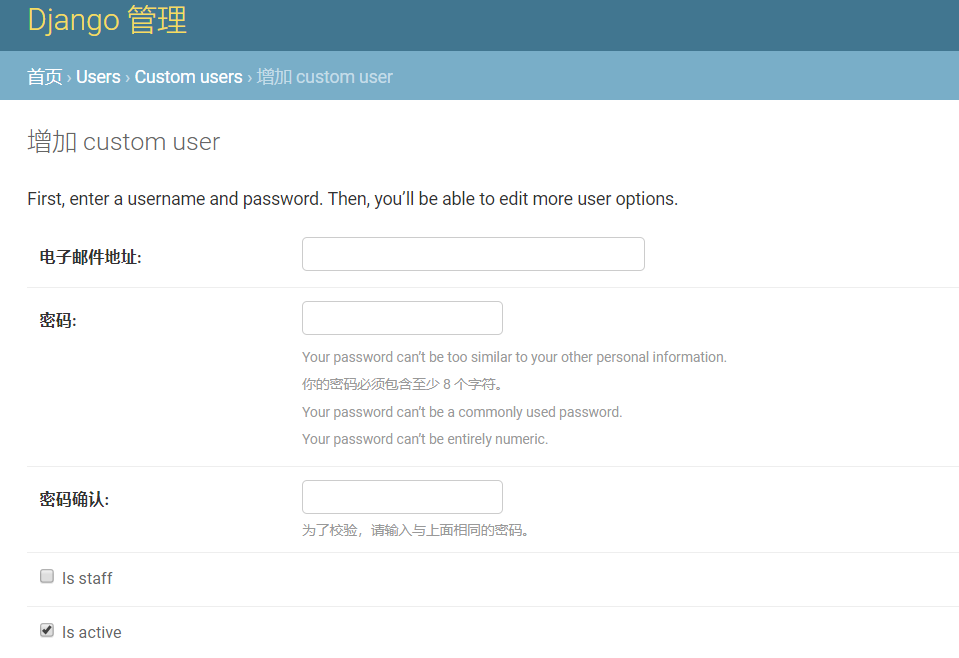 Django 管理
首页 › Users › Custom users › 增加 custom user
增加 custom user
First, enter a username and password. Then, you’ll be able to edit more user options.
电子邮件地址:
密码:
Your password can’t be too similar to your other personal information.
你的密码必须包含至少 8 个字符。
Your password can’t be a commonly used password.
Your password can’t be entirely numeric.
密码确认:
为了校验，请输入与上面相同的密码。
Is staff
Is active